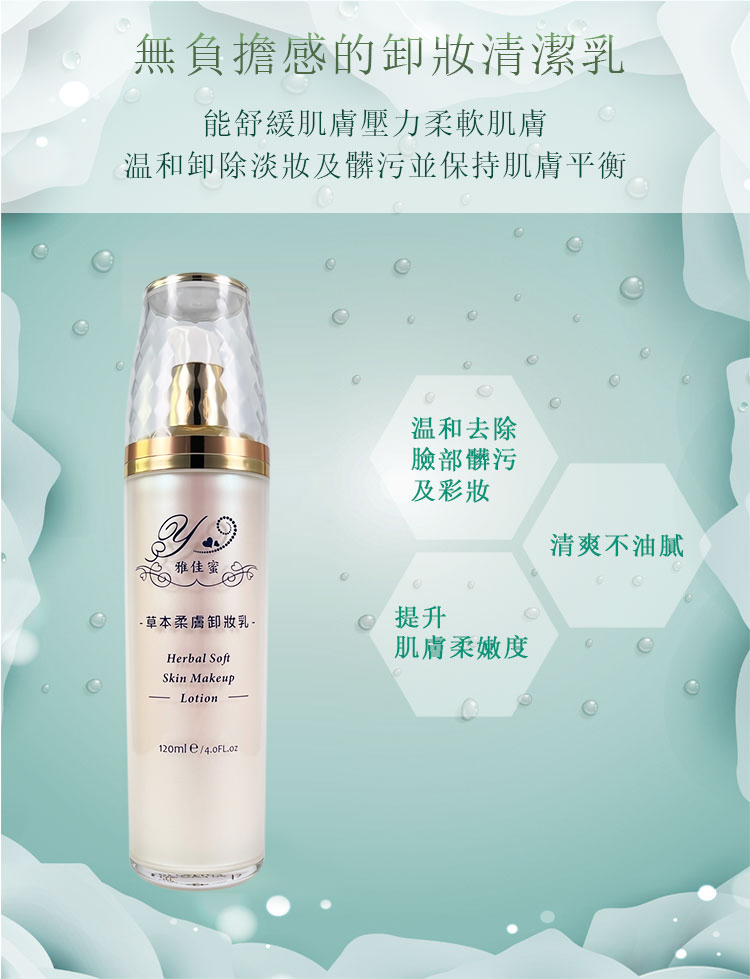 無負擔感的卸妝清潔乳
能舒緩肌膚壓力柔軟肌膚
温和卸除淡妝及髒污並保持肌膚平衡
温和去除
臉部髒污
及彩妝
清爽不油膩
提升
肌膚柔嫩度
雅佳蜜
-草本柔膚卸妝乳-
Herbal Soft
Skin Makeup
Lotion
120ml ℮/4.0FL.oz